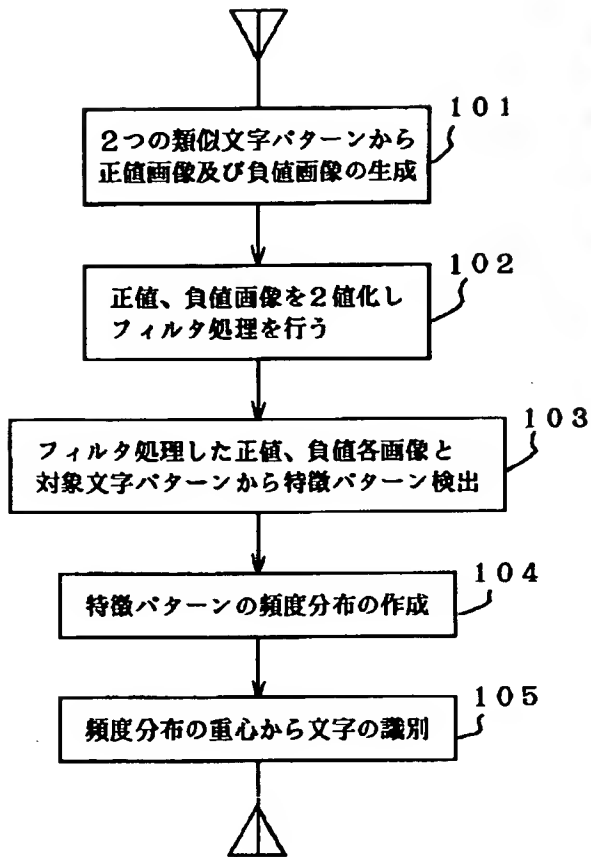 101
2つの類似文字パターンから
正値画像及び負値画像の生成
102
正値、負値画像を2値化し
フィルタ処理を行う
103
フィルタ処理した正値、負値各画像と
対象文字パターンから特徴パターン検出
104
特徴パターンの頻度分布の作成
105
頻度分布の重心から文字の識別